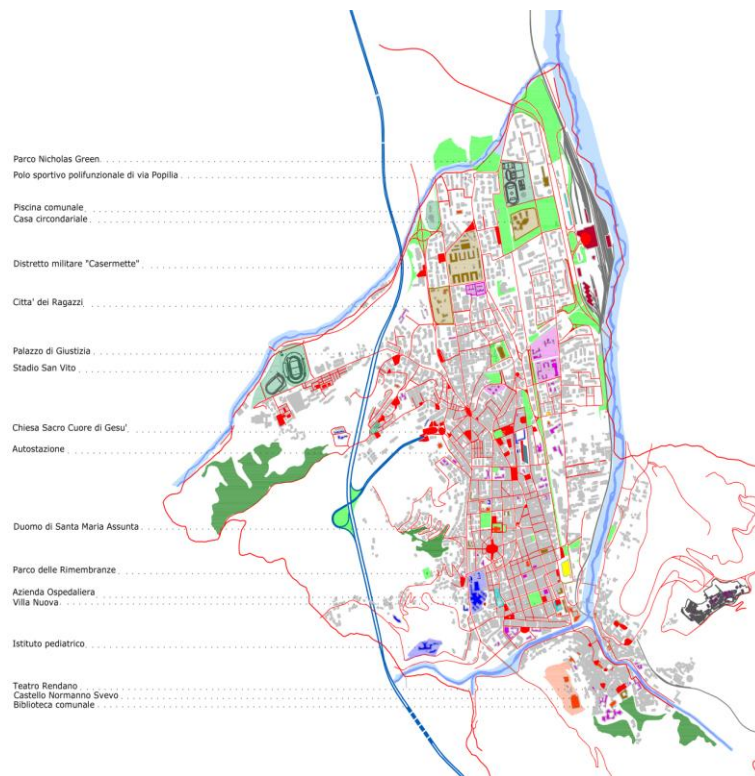 Parco Nicholas Green
Polo sportivo polifunzionale di via Popilia
Piscina comunale
Casa circondariale
Distretto militare "Casermette"
Citta' dei Ragazzi
Palazzo di Giustizia
Stadio San Vito
Chiesa Sacro Cuore di Gesu'
Autostazione
Duomo di Santa Maria Assunta
Parco delle Rimembranze
Azienda Ospedaliera
Villa Nuova
Istituto pediatrico
Teatro Rendano
Castello Normanno Svevo
Biblioteca comunale